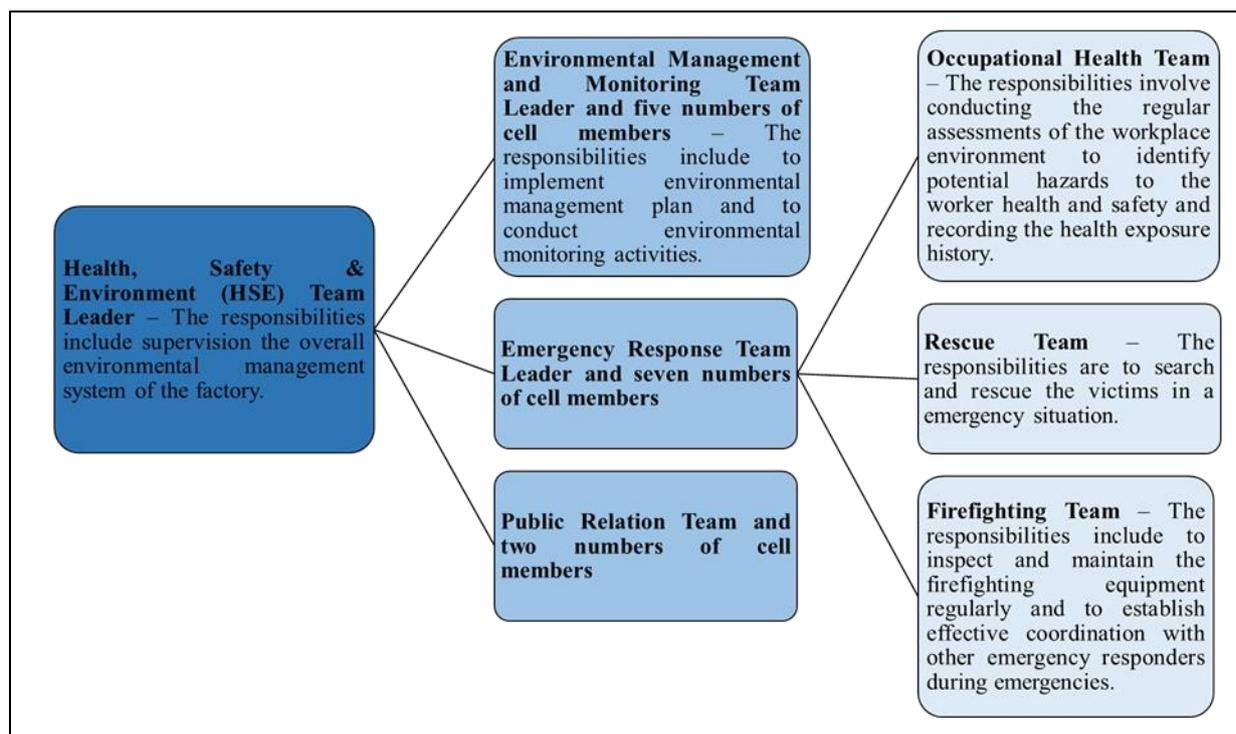 Health, Safety &
Environment (HSE) Team
Leader – The responsibilities
include supervision the overall
environmental management
system of the factory.
Environmental Management
and Monitoring Team
Leader and five numbers of
cell members – The
responsibilities include to
implement environmental
management plan and to
conduct environmental
monitoring activities.
Emergency Response Team
Leader and seven numbers
of cell members
Public Relation Team and
two numbers of cell
members
Occupational Health Team
– The responsibilities involve
conducting the regular
assessments of the workplace
environment to identify
potential hazards to the
worker health and safety and
recording the health exposure
history.
Rescue Team – The
responsibilities are to search
and rescue the victims in a
emergency situation.
Firefighting Team – The
responsibilities include to
inspect and maintain the
firefighting equipment
regularly and to establish
effective coordination with
other emergency responders
during emergencies.